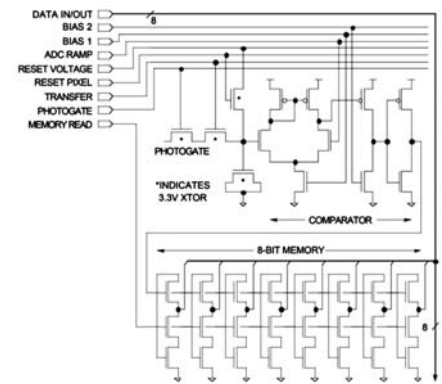 DATA IN/OUT
8
BIAS 2
BIAS 1
ADC RAMP
RESET VOLTAGE
RESET PIXEL
TRANSFER
PHOTOGATE
MEMORY READ
*
*
*
PHOTOGATE
*
*INDICATES
3.3V XTOR
COMPARATOR
8-BIT MEMORY
8